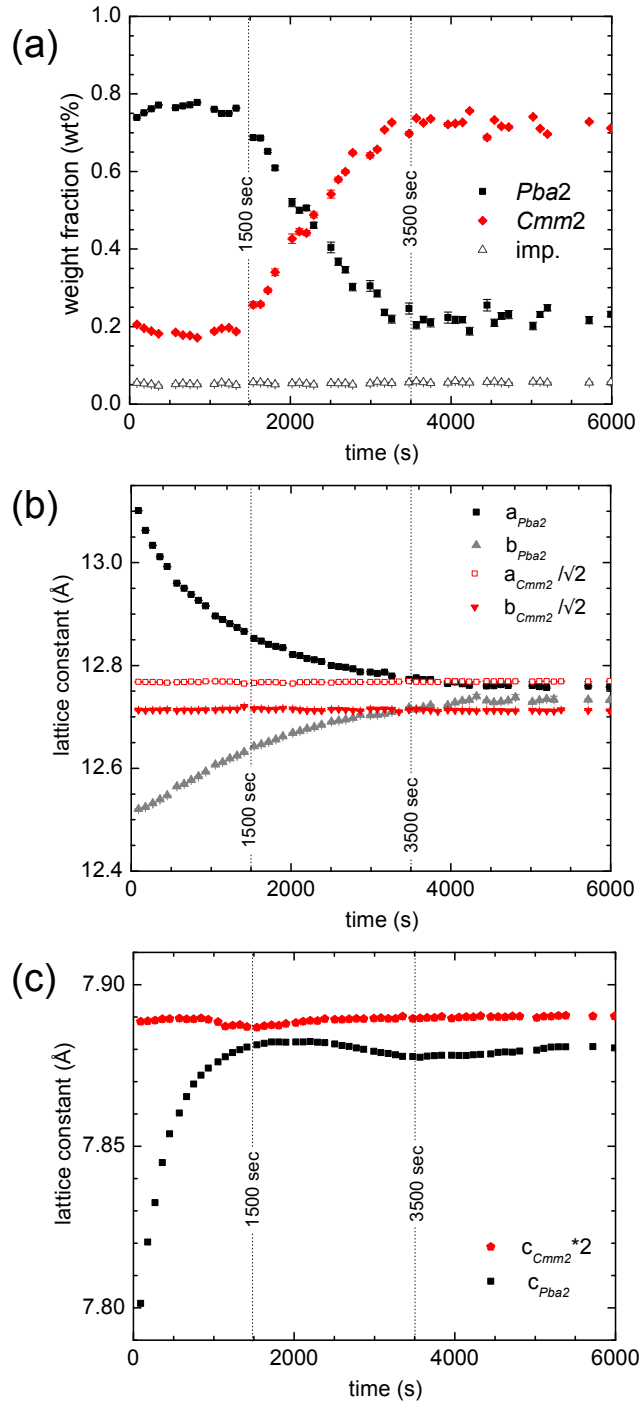 (a)
1.0
0.8
0.6
0.4
0.2
0.0
weight fraction (wt%)
1500 sec
3500 sec
Pba2
Cmm2
imp.
0 2000 4000 6000
time (s)
(b)
13.0
12.8
12.6
12.4
lattice constant (Å)
a_Pba2
b_Pba2
a_Cmm2 /√2
b_Cmm2 /√2
1500 sec
3500 sec
0 2000 4000 6000
time (s)
(c)
7.90
7.85
7.80
lattice constant (Å)
1500 sec
3500 sec
c_Cmm2*2
c_Pba2
0 2000 4000 6000
time (s)